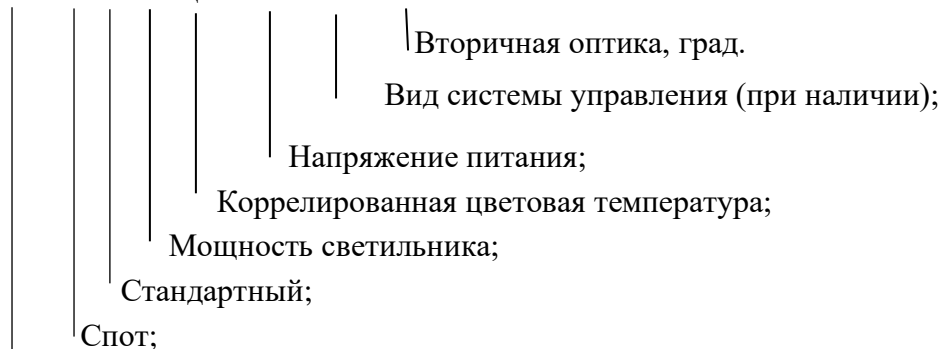 Вторичная оптика, град.
Вид системы управления (при наличии);
Напряжение питания;
Коррелированная цветовая температура;
Мощность светильника;
Стандартный;
Спот;